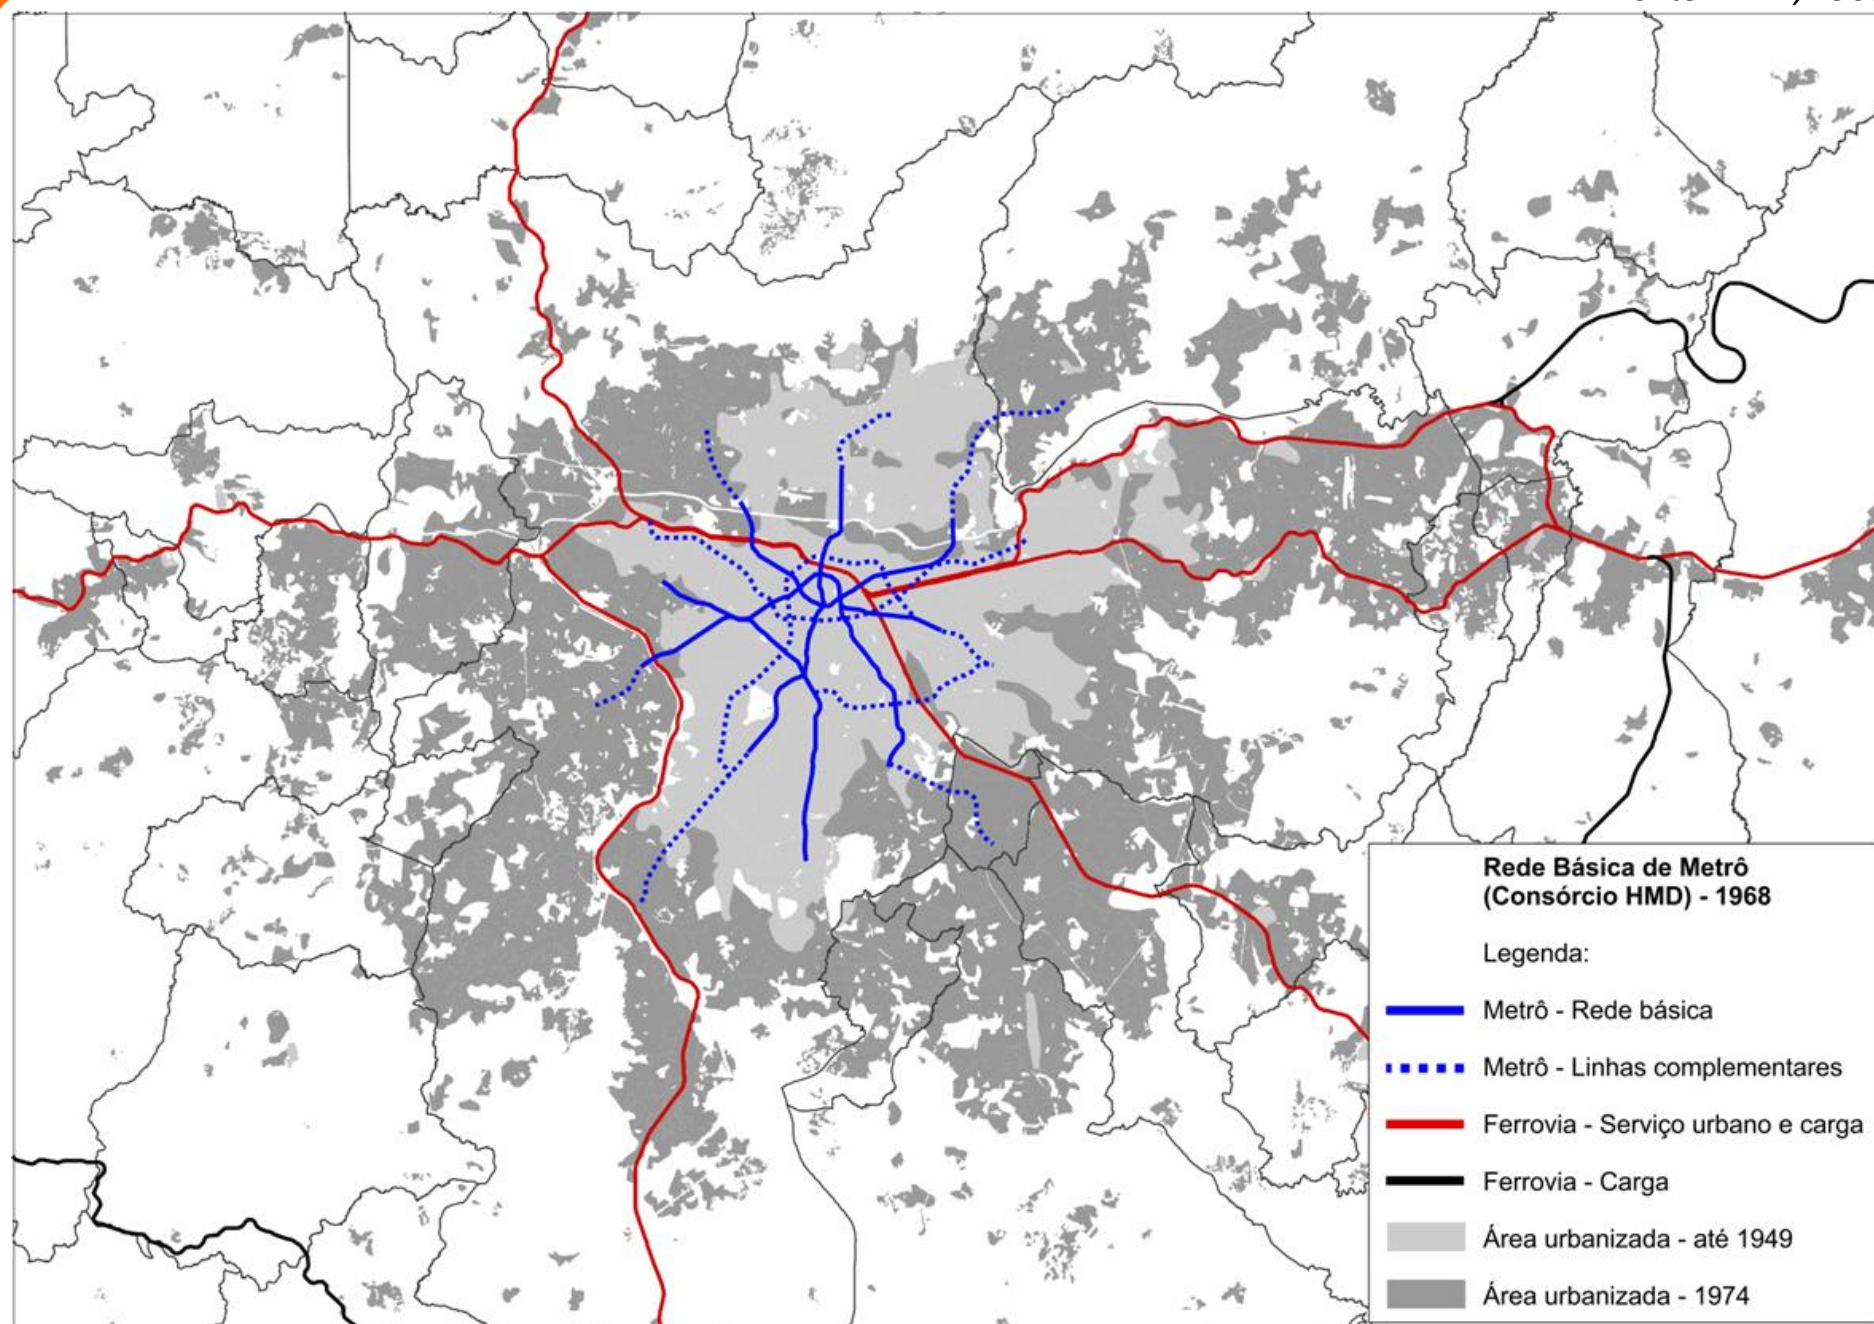 Rede Básica de Metrô
(Consórcio HMD) - 1968
Legenda:
Metrô - Rede básica
Metrô - Linhas complementares
Ferrovia - Serviço urbano e carga
Ferrovia - Carga
Área urbanizada - até 1949
Área urbanizada - 1974